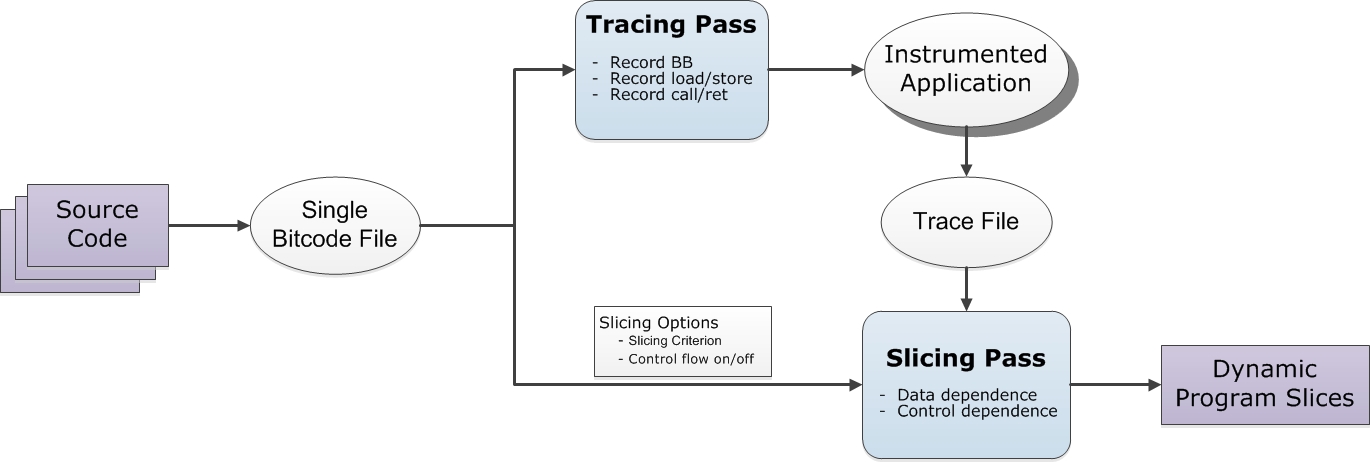 Source
Code
Single
Bitcode File
Tracing Pass
- Record BB
- Record load/store
- Record call/ret
Instrumented
Application
Trace File
Slicing Options
- Slicing Criterion
- Control flow on/off
Slicing Pass
- Data dependence
- Control dependence
Dynamic
Program Slices